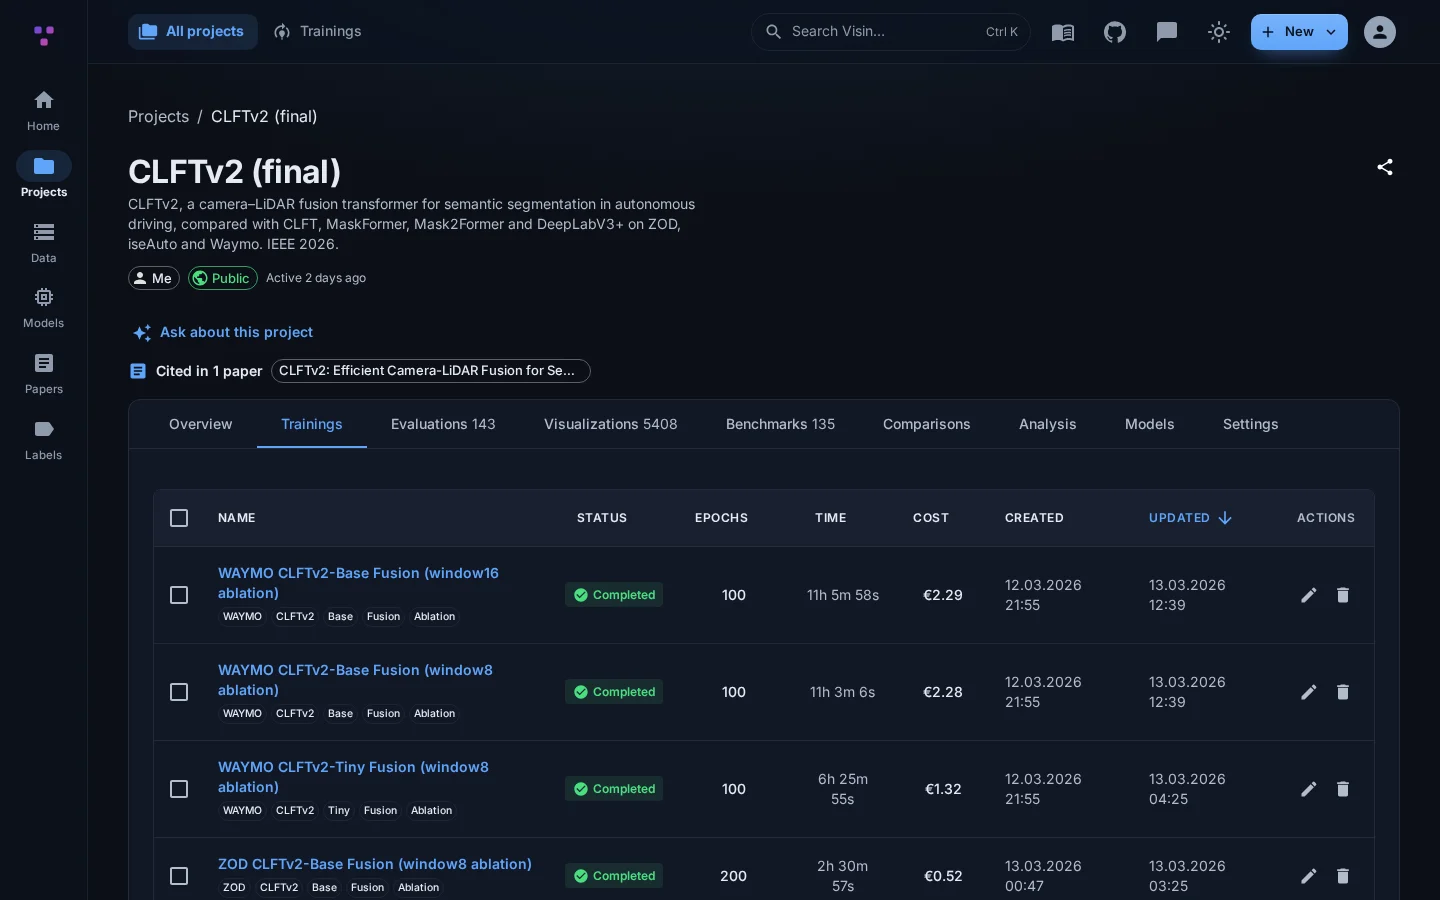 All projects
Trainings
Search Visin...
Ctrl K
New
Home
Projects
Data
Models
Papers
Labels
Projects / CLFTv2 (final)
CLFTv2 (final)
CLFTv2, a camera–LiDAR fusion transformer for semantic segmentation in autonomous
driving, compared with CLFT, MaskFormer, Mask2Former and DeepLabV3+ on ZOD,
iseAuto and Waymo. IEEE 2026.
Me
Public
Active 2 days ago
Ask about this project
Cited in 1 paper
CLFTv2: Efficient Camera-LiDAR Fusion for Se...
Overview
Trainings
Evaluations 143
Visualizations 5408
Benchmarks 135
Comparisons
Analysis
Models
Settings
NAME
STATUS
EPOCHS
TIME
COST
CREATED
UPDATED
ACTIONS
WAYMO CLFTv2-Base Fusion (window16
ablation)
WAYMO CLFTv2 Base Fusion Ablation
Completed
100
11h 5m 58s
€2.29
12.03.2026
21:55
13.03.2026
12:39
WAYMO CLFTv2-Base Fusion (window8
ablation)
WAYMO CLFTv2 Base Fusion Ablation
Completed
100
11h 3m 6s
€2.28
12.03.2026
21:55
13.03.2026
12:39
WAYMO CLFTv2-Tiny Fusion (window8
ablation)
WAYMO CLFTv2 Tiny Fusion Ablation
Completed
100
6h 25m
55s
€1.32
12.03.2026
21:55
13.03.2026
04:25
ZOD CLFTv2-Base Fusion (window8 ablation)
ZOD CLFTv2 Base Fusion Ablation
Completed
200
2h 30m
57s
€0.52
13.03.2026
00:47
13.03.2026
03:25